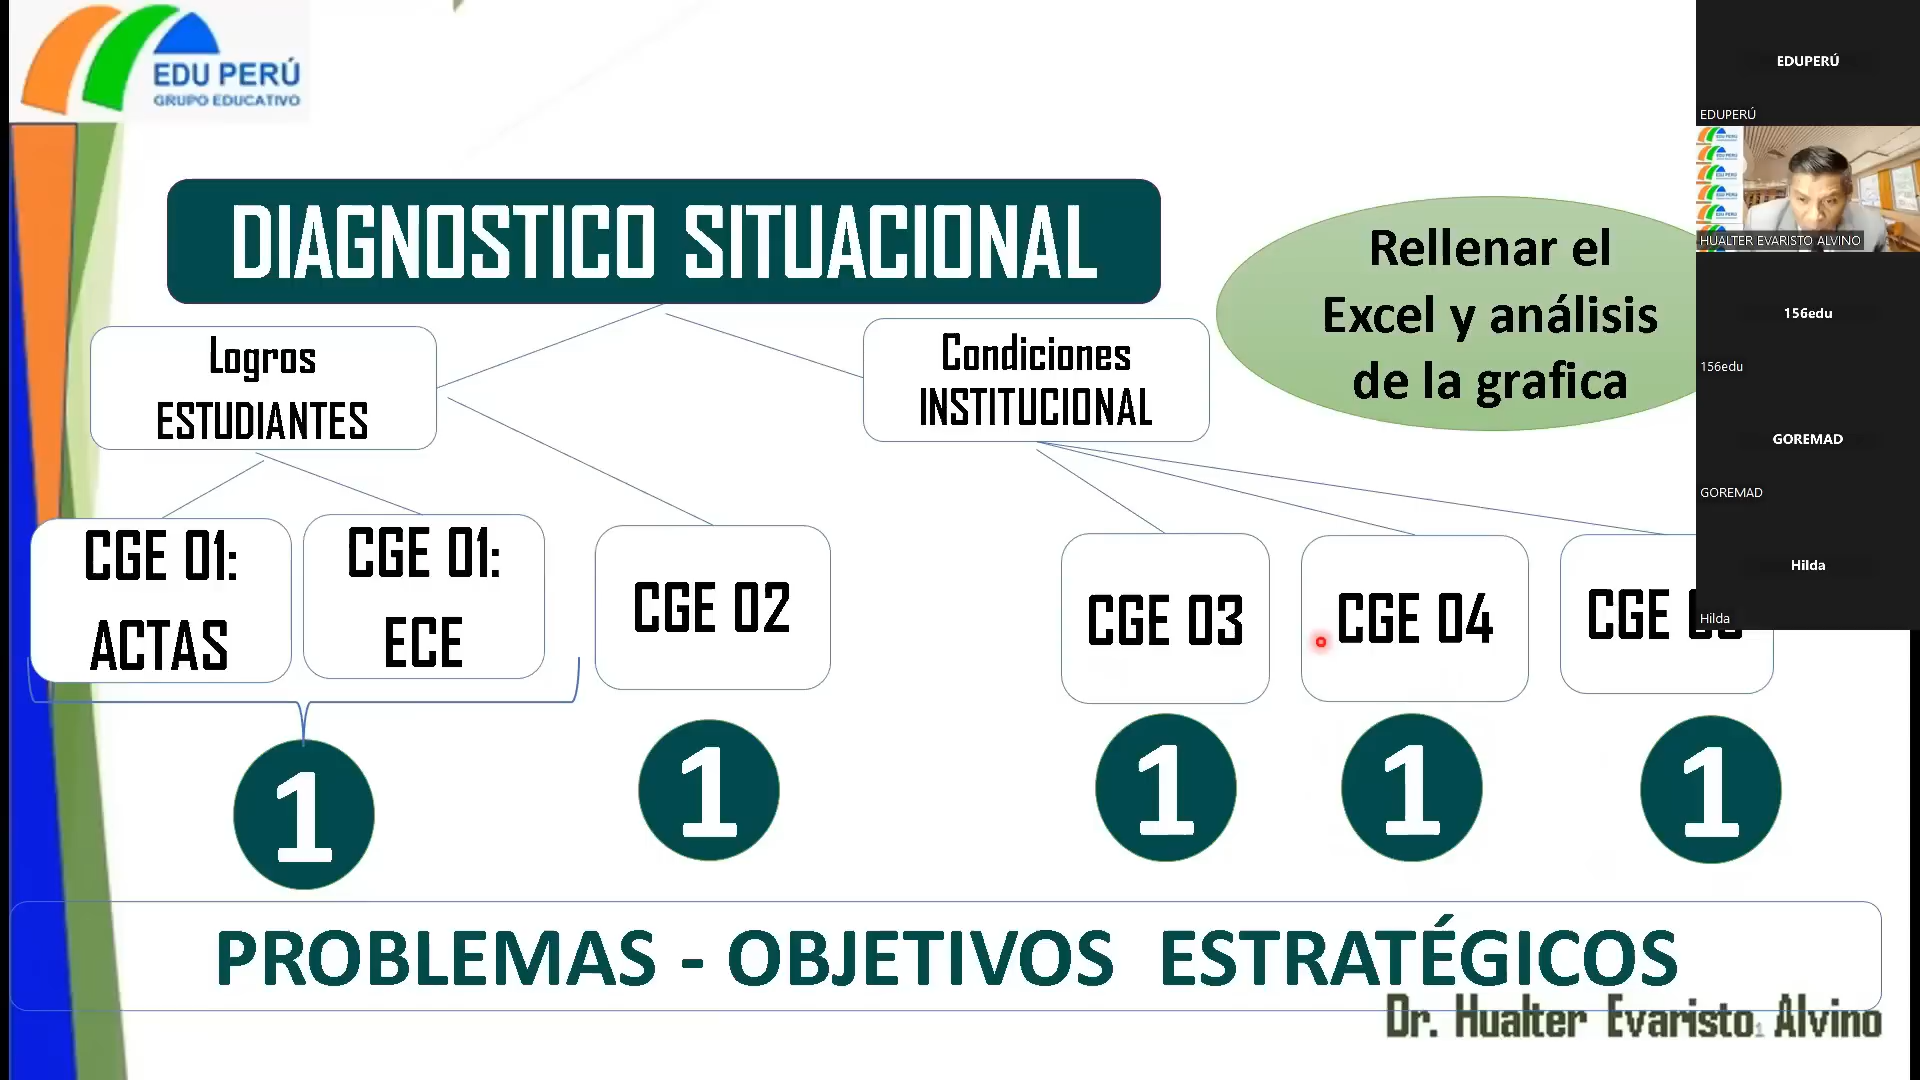 EDU PERÚ
GRUPO EDUCATIVO
DIAGNOSTICO SITUACIONAL
Rellenar el
Excel y análisis
de la grafica
Logros
ESTUDIANTES
Condiciones
INSTITUCIONAL
CGE 01:
ACTAS
CGE 01:
ECE
CGE 02
CGE 03
CGE 04
CGE
1
1
1
1
1
PROBLEMAS - OBJETIVOS ESTRATÉGICOS
Dr. Hualter Evaristo Alvino
EDUPERÚ
EDUPERÚ
HUALTER EVARISTO ALVINO
156edu
156edu
GOREMAD
GOREMAD
Hilda
Hilda